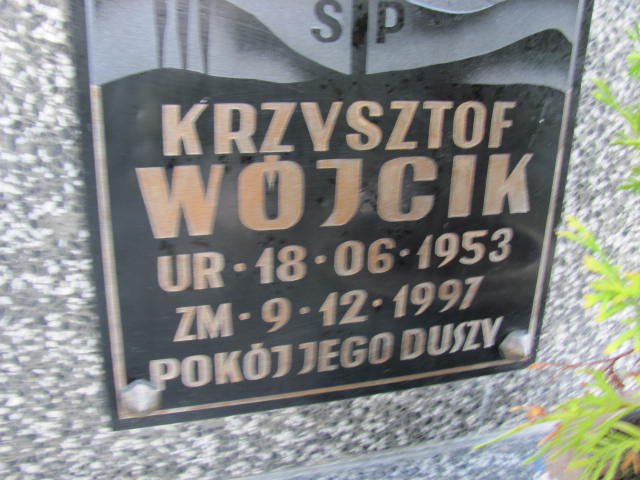 Ś P
KRZYSZTOF
WÓJCIK
UR·18·06·1953
ZM·9·12·1997
POKÓJ JEGO DUSZY